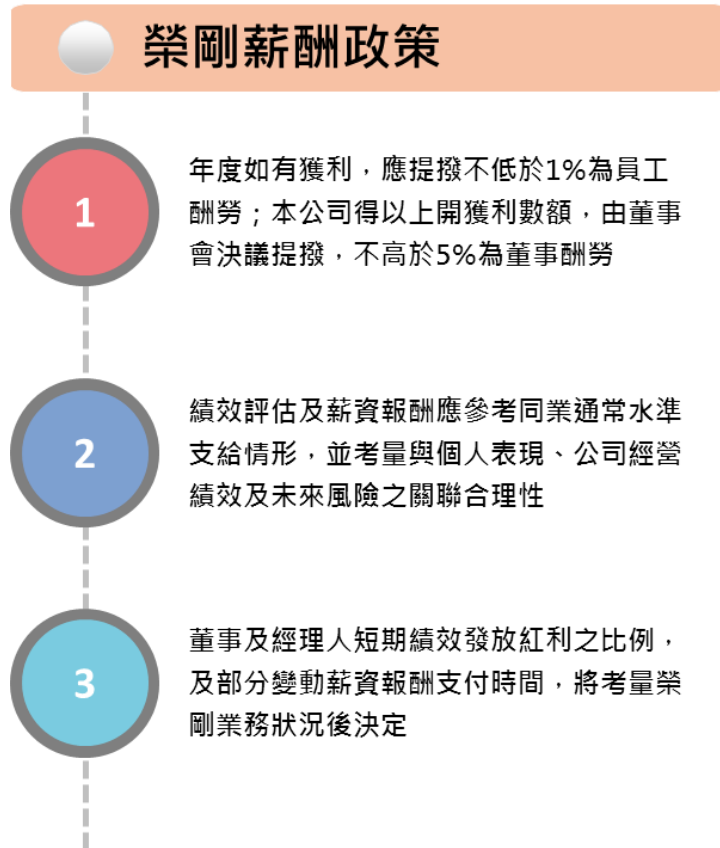 榮剛薪酬政策
1
年度如有獲利，應提撥不低於1%為員工
酬勞；本公司得以上開獲利數額，由董事
會決議提撥，不高於5%為董事酬勞
2
績效評估及薪資報酬應參考同業通常水準
支給情形，並考量與個人表現、公司經營
績效及未來風險之關聯合理性
3
董事及經理人短期績效發放紅利之比例，
及部分變動薪資報酬支付時間，將考量榮
剛業務狀況後決定